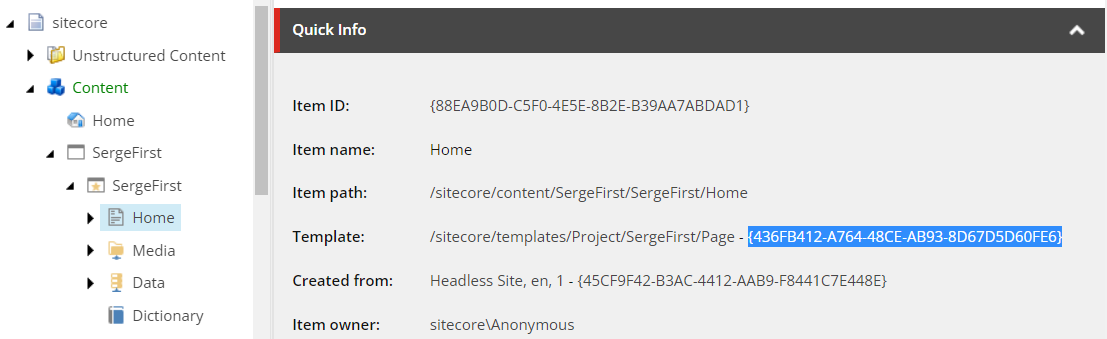 sitecore
Unstructured Content
Content
Home
SergeFirst
SergeFirst
Home
Media
Data
Dictionary
Quick Info
Item ID: {88EA9B0D-C5F0-4E5E-8B2E-B39AA7ABDAD1}
Item name: Home
Item path: /sitecore/content/SergeFirst/SergeFirst/Home
Template: /sitecore/templates/Project/SergeFirst/Page - {436FB412-A764-48CE-AB93-8D67D5D60FE6}
Created from: Headless Site, en, 1 - {45CF9F42-B3AC-4412-AAB9-F8441C7E448E}
Item owner: sitecore\Anonymous